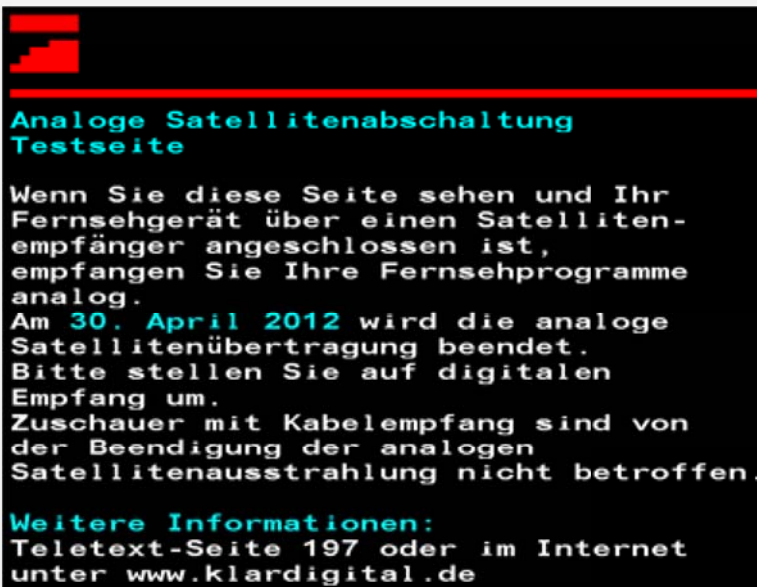 Analoge Satellitenabschaltung
Testseite
Wenn Sie diese Seite sehen und Ihr
Fernsehgerät über einen Satelliten-
empfänger angeschlossen ist,
empfangen Sie Ihre Fernsehprogramme
analog.
Am 30. April 2012 wird die analoge
Satellitenübertragung beendet.
Bitte stellen Sie auf digitalen
Empfang um.
Zuschauer mit Kabelempfang sind von
der Beendigung der analogen
Satellitenausstrahlung nicht betroffen.
Weitere Informationen:
Teletext-Seite 197 oder im Internet
unter www.klardigital.de